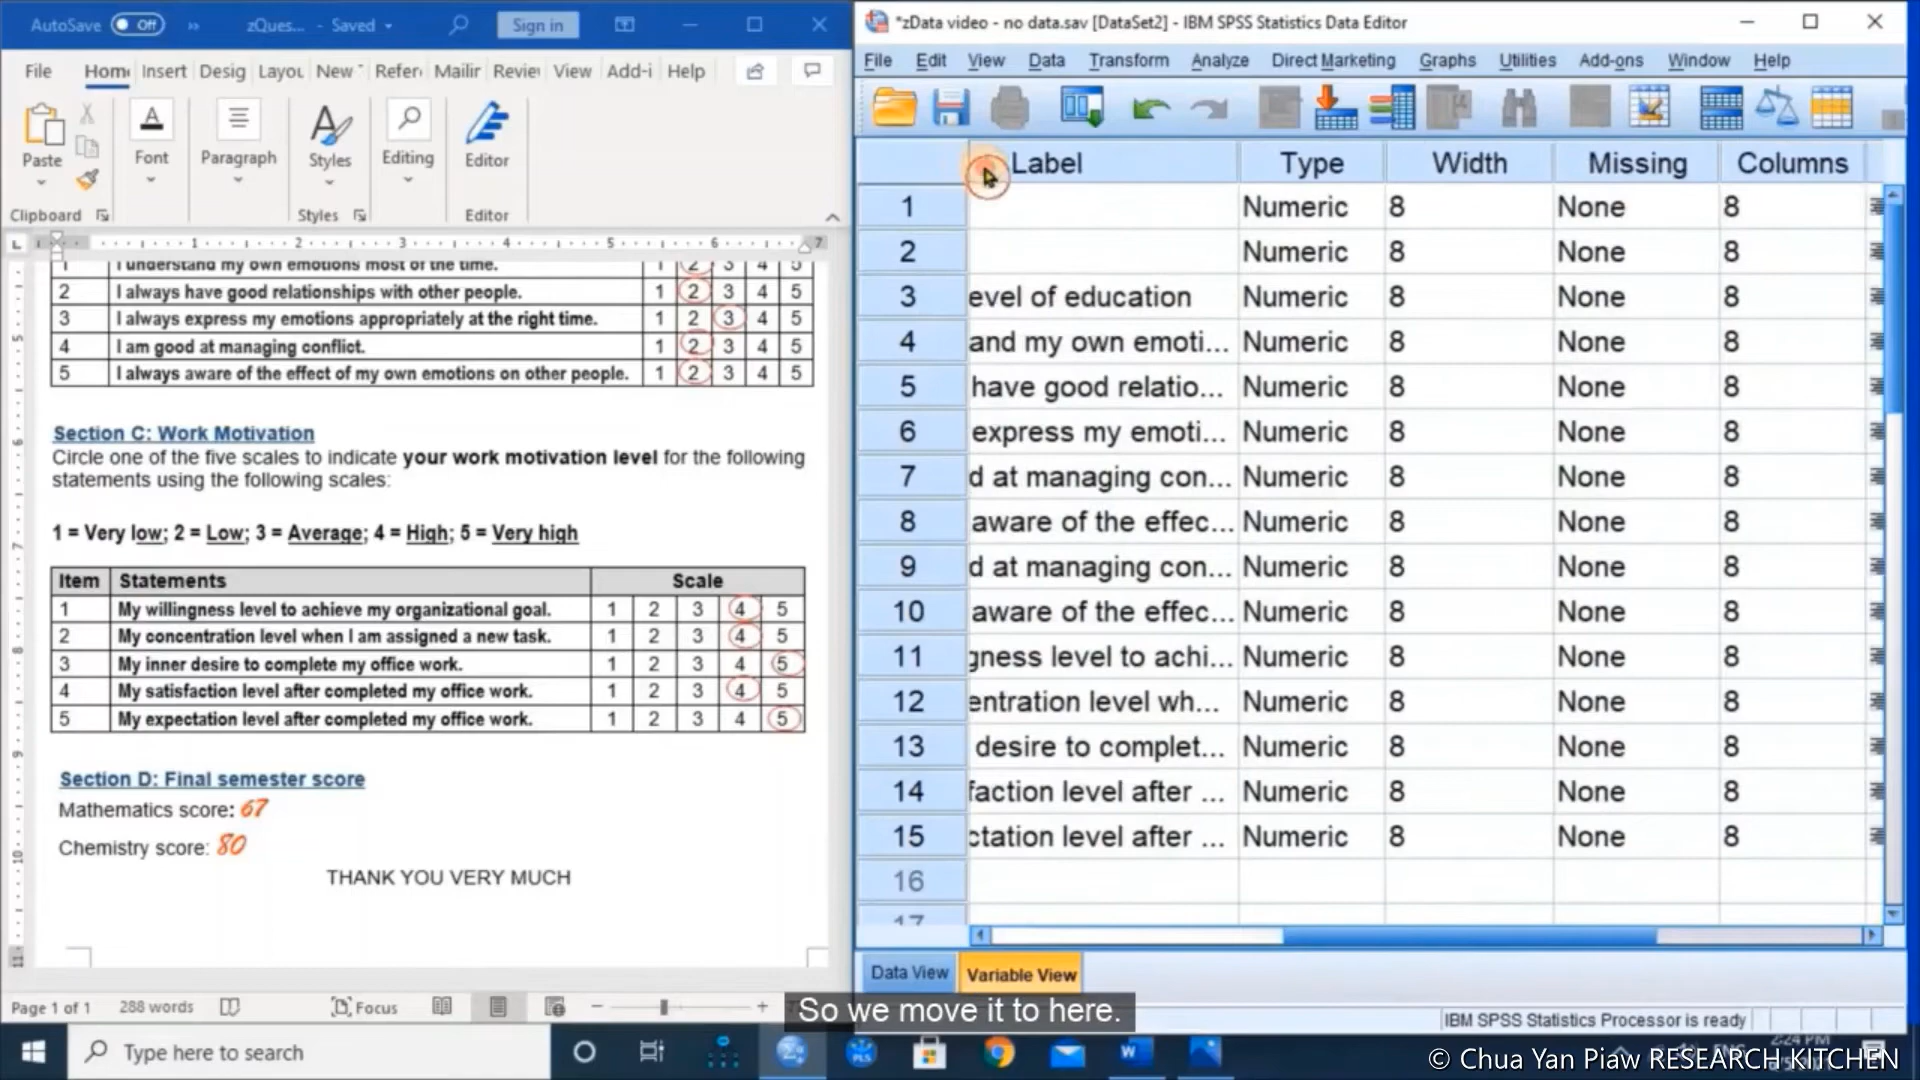 AutoSave Off » zQues... - Saved Sign in
File Home Insert Desig Layou New Refere Mailin Reviev View Add-i Help
Paste Font Paragraph Styles Editing Editor
Clipboard Styles Editor
1 2 3 4 5 6 7
1 I understand my own emotions most of the time. 1 2 3 4 5
2 I always have good relationships with other people. 1 2 3 4 5
3 I always express my emotions appropriately at the right time. 1 2 3 4 5
4 I am good at managing conflict. 1 2 3 4 5
5 I always aware of the effect of my own emotions on other people. 1 2 3 4 5
Section C: Work Motivation
Circle one of the five scales to indicate your work motivation level for the following
statements using the following scales:
1 = Very low; 2 = Low; 3 = Average; 4 = High; 5 = Very high
Item Statements Scale
1 My willingness level to achieve my organizational goal. 1 2 3 4 5
2 My concentration level when I am assigned a new task. 1 2 3 4 5
3 My inner desire to complete my office work. 1 2 3 4 5
4 My satisfaction level after completed my office work. 1 2 3 4 5
5 My expectation level after completed my office work. 1 2 3 4 5
Section D: Final semester score
Mathematics score: 67
Chemistry score: 80
THANK YOU VERY MUCH
Page 1 of 1 288 words Focus
*zData video - no data.sav [DataSet2] - IBM SPSS Statistics Data Editor
File Edit View Data Transform Analyze Direct Marketing Graphs Utilities Add-ons Window Help
Label Type Width Missing Columns
1 Numeric 8 None 8
2 Numeric 8 None 8
3 evel of education Numeric 8 None 8
4 and my own emoti... Numeric 8 None 8
5 have good relatio... Numeric 8 None 8
6 express my emoti... Numeric 8 None 8
7 d at managing con... Numeric 8 None 8
8 aware of the effec... Numeric 8 None 8
9 d at managing con... Numeric 8 None 8
10 aware of the effec... Numeric 8 None 8
11 gness level to achi... Numeric 8 None 8
12 entration level wh... Numeric 8 None 8
13 desire to complet... Numeric 8 None 8
14 faction level after ... Numeric 8 None 8
15 ctation level after ... Numeric 8 None 8
16
17
Data View Variable View
So we move it to here.
IBM SPSS Statistics Processor is ready
Type here to search
2:24 PM
© Chua Yan Piaw RESEARCH KITCHEN